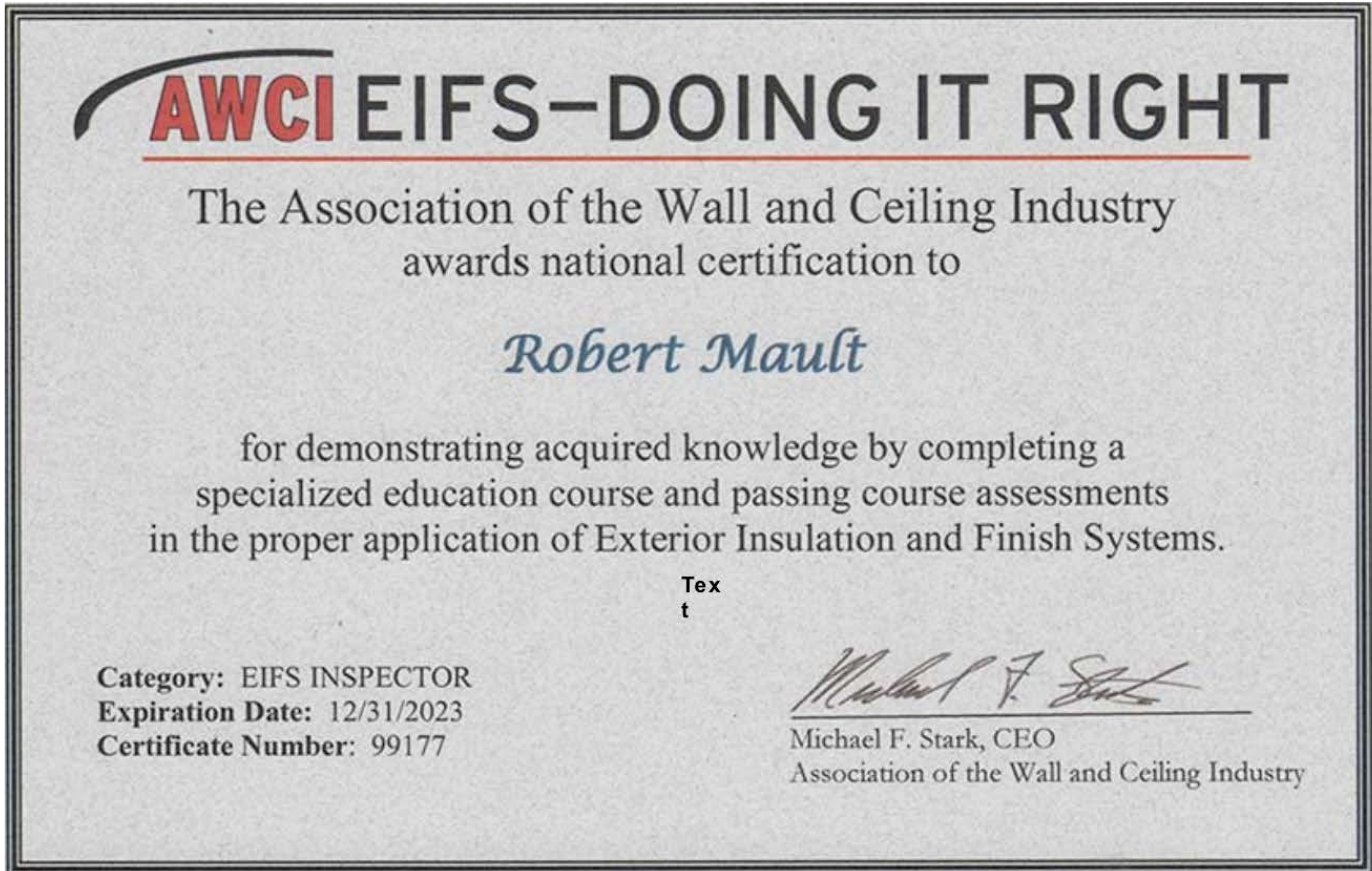 AWCI EIFS–DOING IT RIGHT
The Association of the Wall and Ceiling Industry
awards national certification to
Robert Mault
for demonstrating acquired knowledge by completing a
specialized education course and passing course assessments
in the proper application of Exterior Insulation and Finish Systems.
Tex
t
Category: EIFS INSPECTOR
Expiration Date: 12/31/2023
Certificate Number: 99177
Michael F. Stark
Michael F. Stark, CEO
Association of the Wall and Ceiling Industry